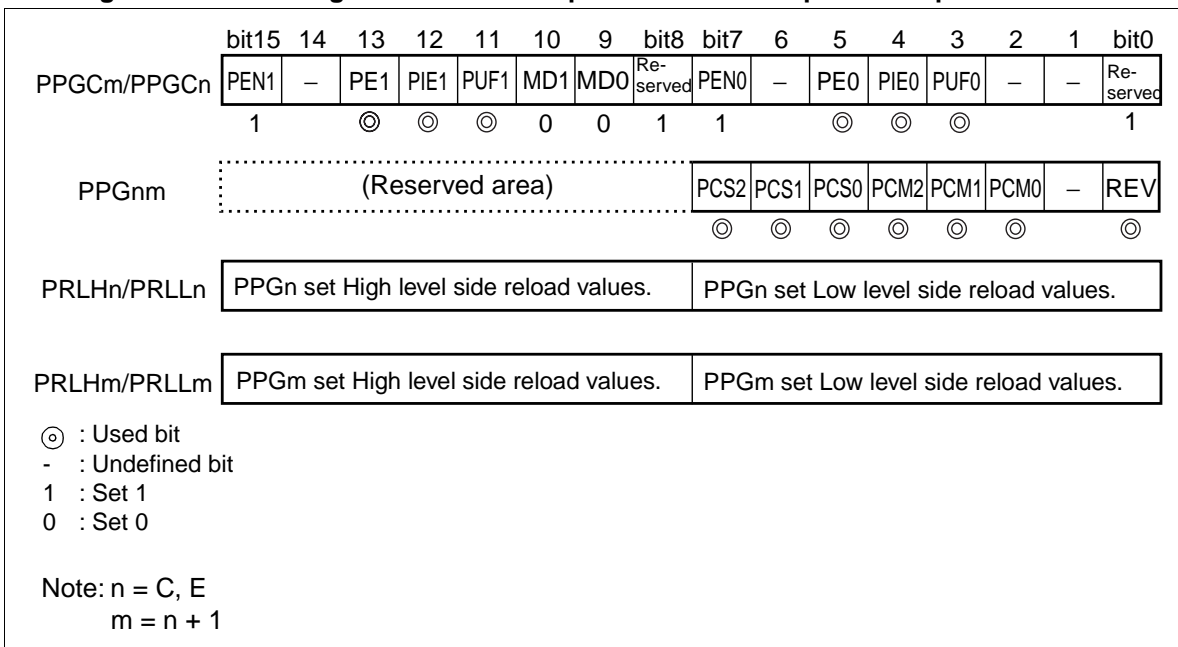 bit15 14 13 12 11 10 9 bit8 bit7 6 5 4 3 2 1 bit0
PPGCm/PPGCn PEN1 – PE1 PIE1 PUF1 MD1 MD0 Re-served PEN0 – PE0 PIE0 PUF0 – – Re-served
1 ◎ ◎ ◎ 0 0 1 1 ◎ ◎ ◎ 1
PPGnm (Reserved area) PCS2 PCS1 PCS0 PCM2 PCM1 PCM0 – REV
◎ ◎ ◎ ◎ ◎ ◎ ◎
PRLHn/PRLLn PPGn set High level side reload values. PPGn set Low level side reload values.
PRLHm/PRLLm PPGm set High level side reload values. PPGm set Low level side reload values.
◎ : Used bit
- : Undefined bit
1 : Set 1
0 : Set 0
Note: n = C, E
m = n + 1